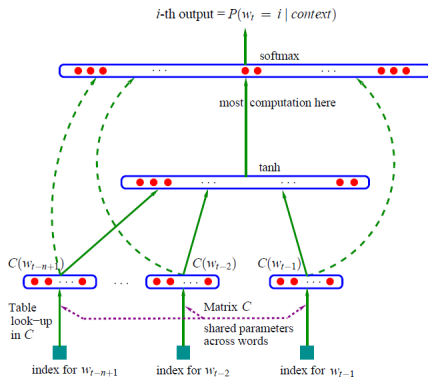 i-th output = P(w_t = i | context)
softmax
. . . . . .
most computation here
tanh
. . .
C(w_{t−n+1}) C(w_{t−2}) C(w_{t−1})
. . . . . . . . . . . .
Table Matrix C
look−up shared parameters
in C across words
index for w_{t−n+1} index for w_{t−2} index for w_{t−1}